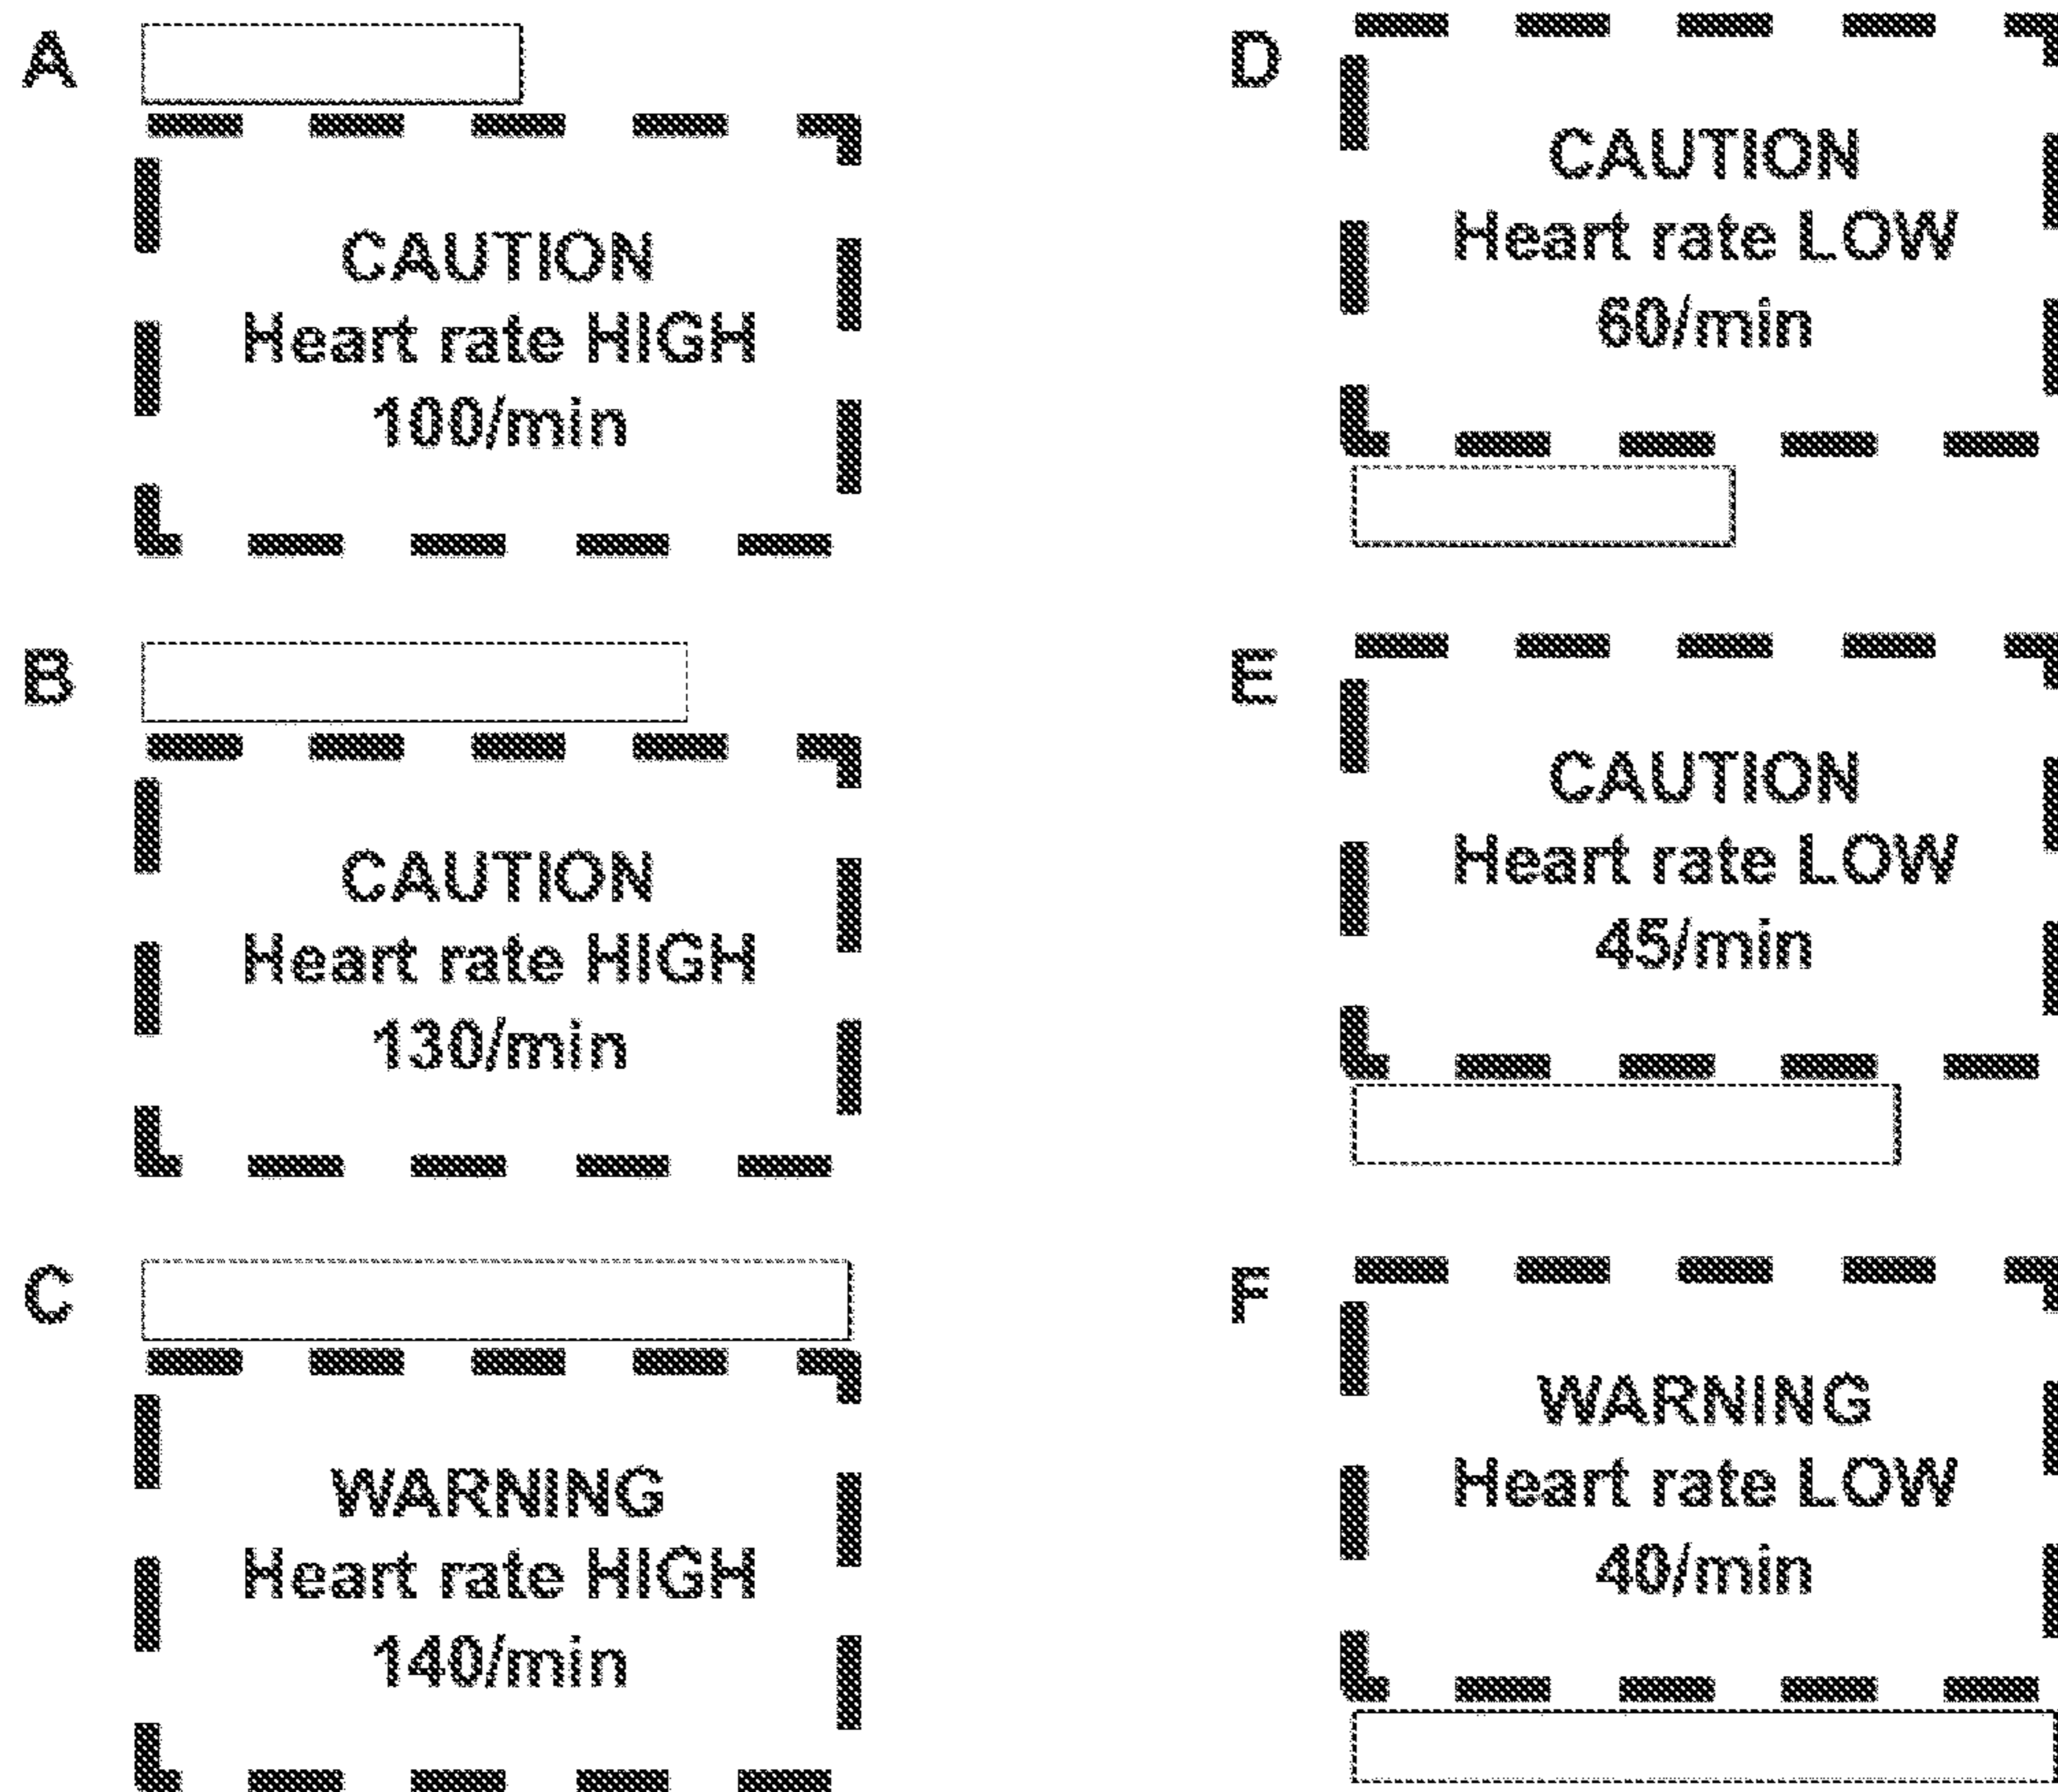 A
CAUTION
Heart rate HIGH
100/min
B
CAUTION
Heart rate HIGH
130/min
C
WARNING
Heart rate HIGH
140/min
D
CAUTION
Heart rate LOW
60/min
E
CAUTION
Heart rate LOW
45/min
F
WARNING
Heart rate LOW
40/min